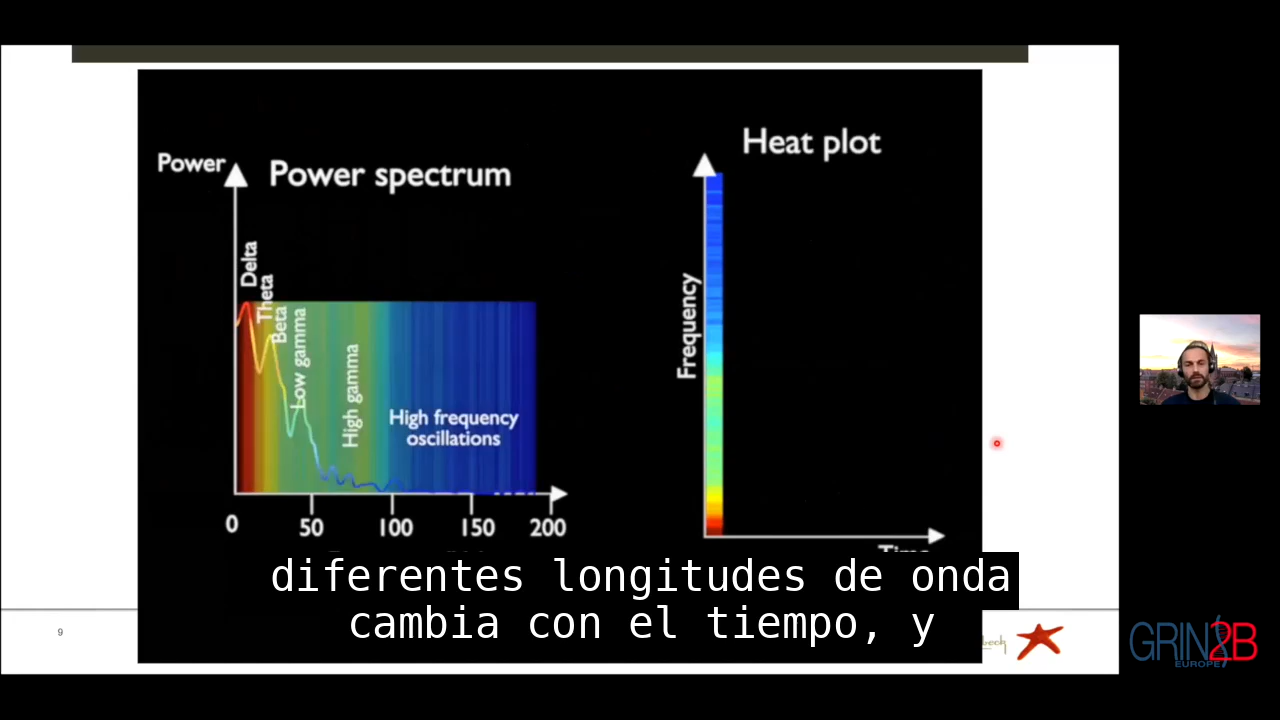 Power
Power spectrum
Heat plot
Delta
Theta
Beta
Low gamma
High gamma
High frequency
oscillations
Frequency
0
50
100
150
200
Time
diferentes longitudes de onda
cambia con el tiempo, y
9
GRIN2B
EUROPE